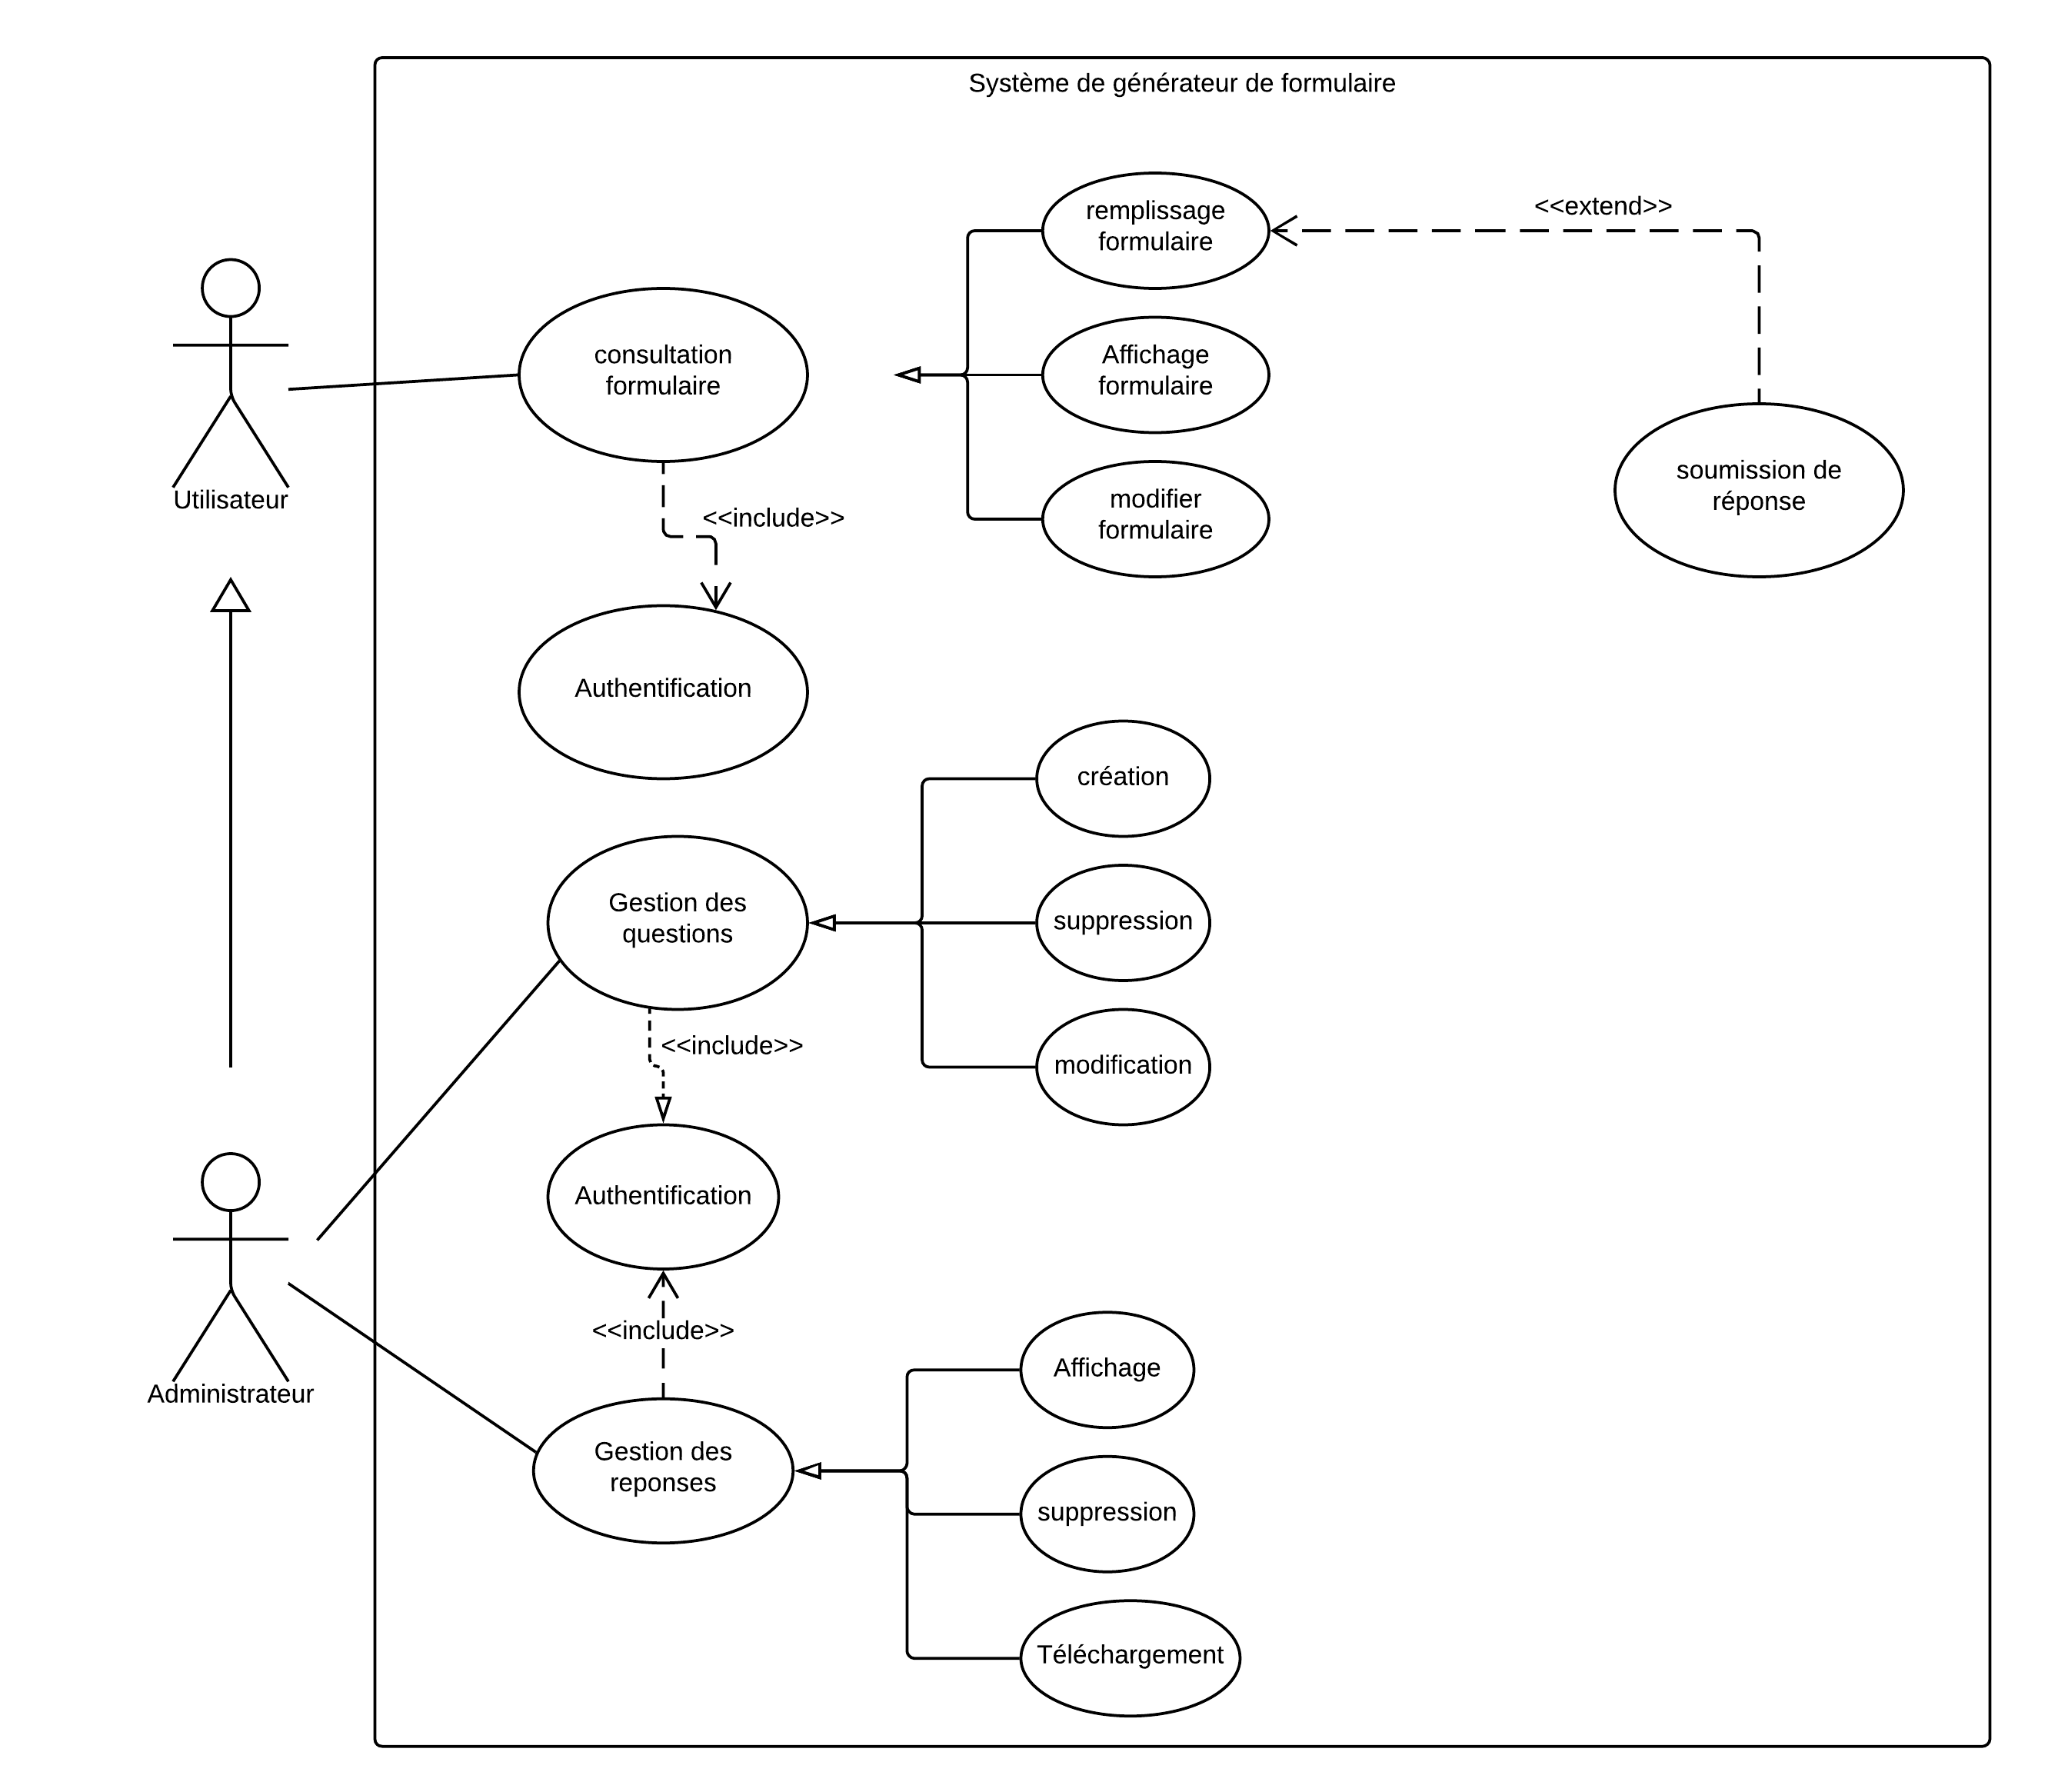 Système de générateur de formulaire
remplissage
formulaire
<<extend>>
consultation
formulaire
Affichage
formulaire
modifier
formulaire
soumission de
réponse
Utilisateur
<<include>>
Authentification
création
Gestion des
questions
suppression
modification
<<include>>
Authentification
<<include>>
Administrateur
Affichage
Gestion des
reponses
suppression
Téléchargement